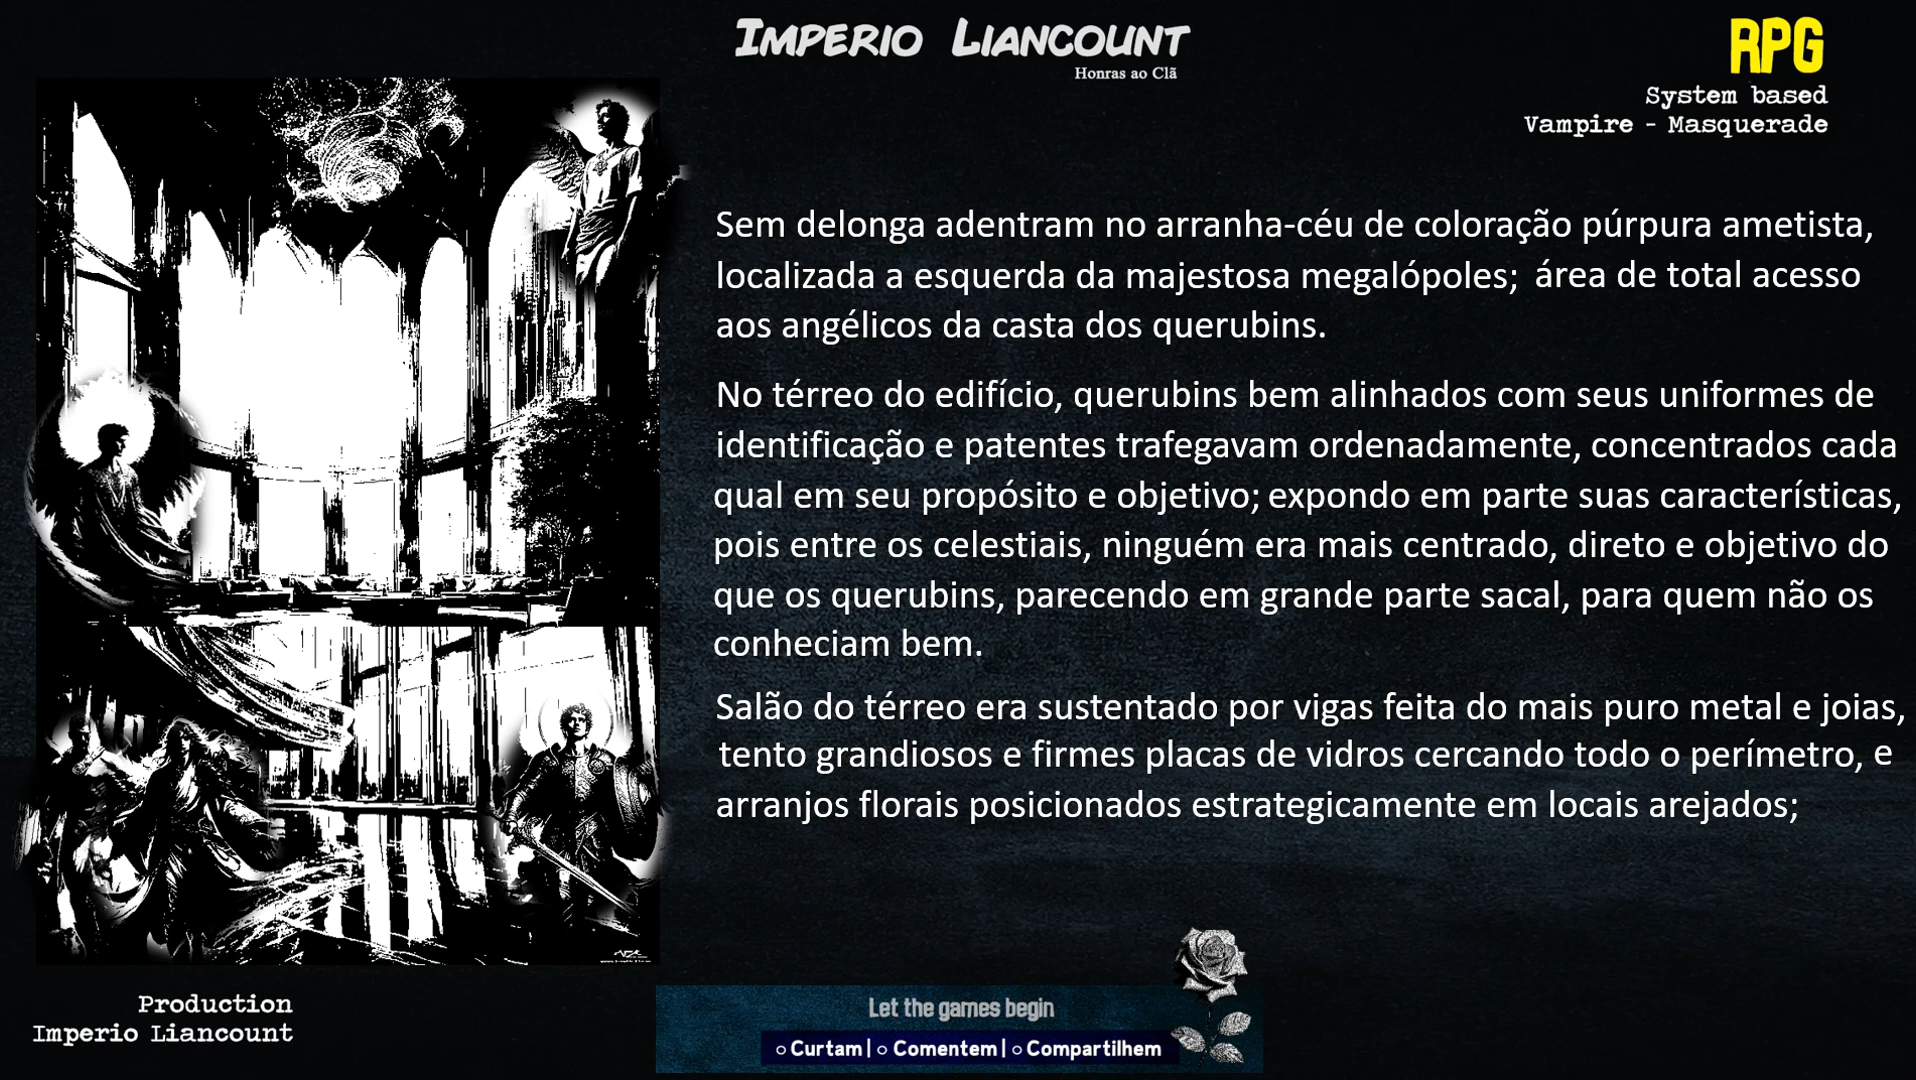 IMPERIO LIANCOUNT
Honras ao Clã
RPG
System based
Vampire - Masquerade
Sem delonga adentram no arranha-céu de coloração púrpura ametista,
localizada a esquerda da majestosa megalópoles; área de total acesso
aos angélicos da casta dos querubins.
No térreo do edifício, querubins bem alinhados com seus uniformes de
identificação e patentes trafegavam ordenadamente, concentrados cada
qual em seu propósito e objetivo; expondo em parte suas características,
pois entre os celestiais, ninguém era mais centrado, direto e objetivo do
que os querubins, parecendo em grande parte sacal, para quem não os
conheciam bem.
Salão do térreo era sustentado por vigas feita do mais puro metal e joias,
tento grandiosos e firmes placas de vidros cercando todo o perímetro, e
arranjos florais posicionados estrategicamente em locais arejados;
Production
Imperio Liancount
Let the games begin
o Curtam | o Comentem | o Compartilhem